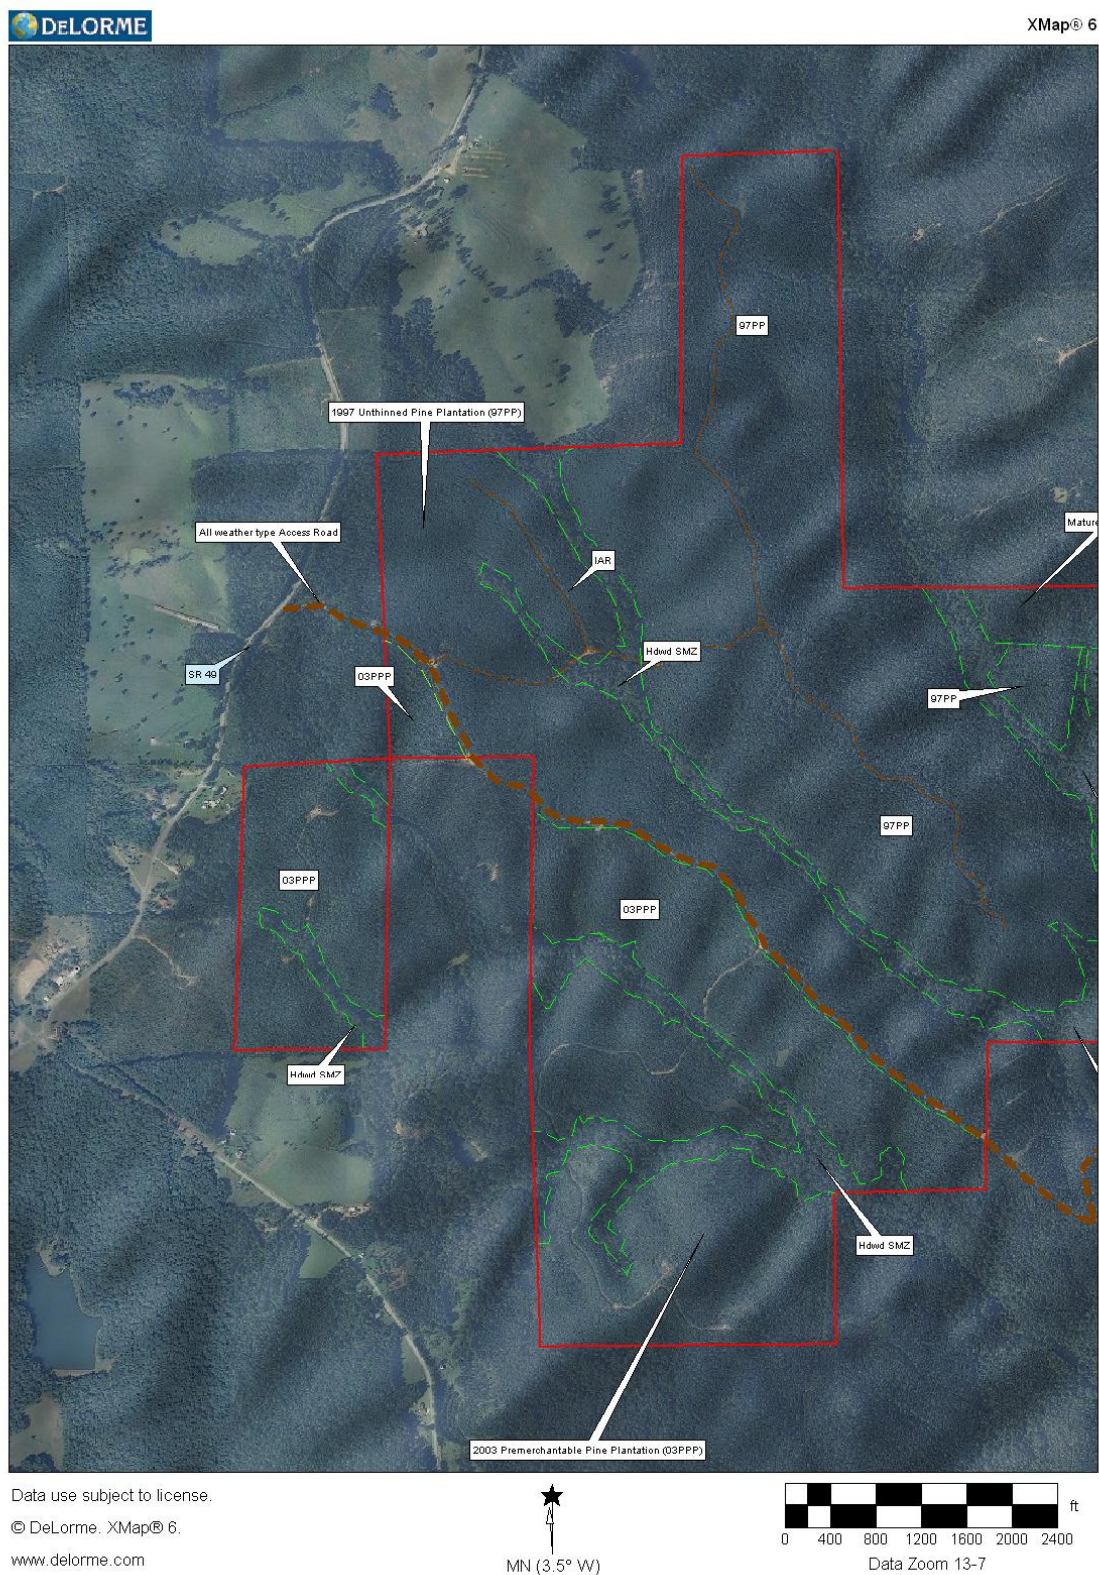 DELORME
XMap® 6
97PP
1997 Unthinned Pine Plantation (97PP)
Mature
All weather type Access Road
IAR
Hdwd SMZ
SR 49
03PPP
97PP
97PP
03PPP
03PPP
Hdwd SMZ
Hdwd SMZ
2003 Premerchantable Pine Plantation (03PPP)
Data use subject to license.
© DeLorme. XMap® 6.
www.delorme.com
MN (3.5° W)
ft
0 400 800 1200 1600 2000 2400
Data Zoom 13-7